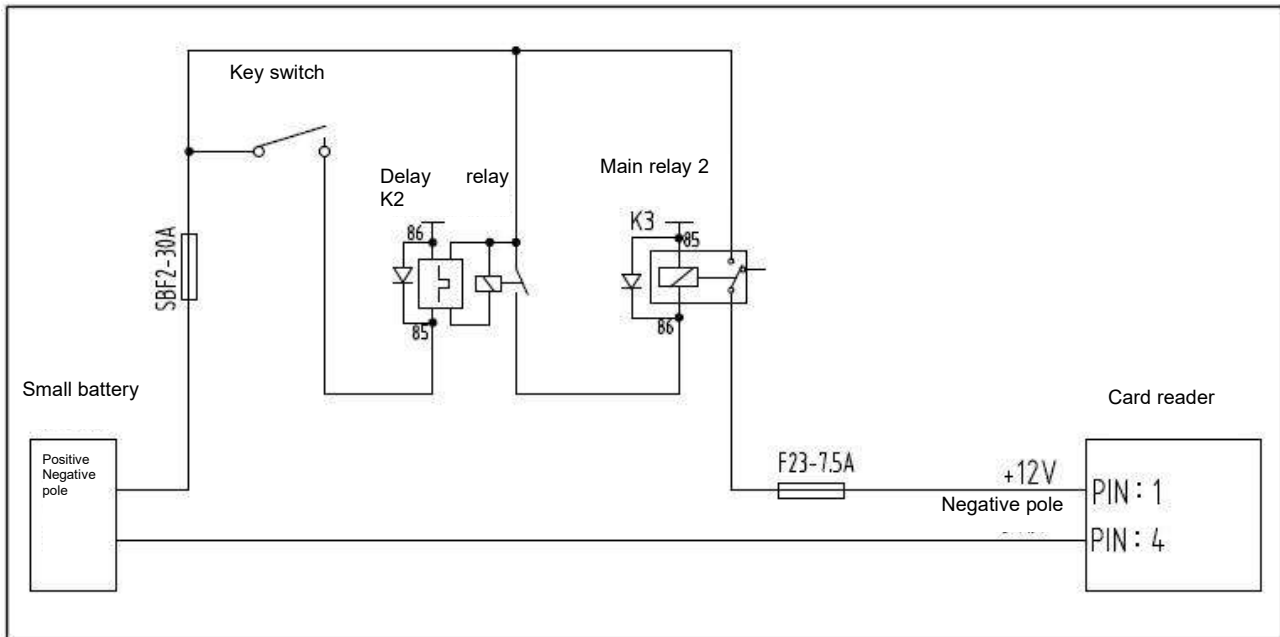 Key switch
Delay relay
K2
Main relay 2
K3
86
85
85
86
SBF2-30A
Small battery
Positive
Negative
pole
Card reader
F23-7.5A
+12V
Negative pole
PIN: 1
PIN: 4